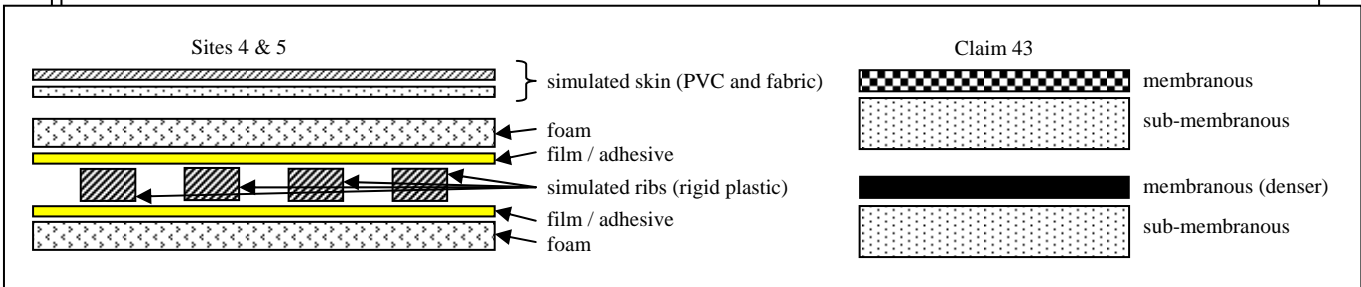 Sites 4 & 5
simulated skin (PVC and fabric)
foam
film / adhesive
simulated ribs (rigid plastic)
film / adhesive
foam
Claim 43
membranous
sub-membranous
membranous (denser)
sub-membranous